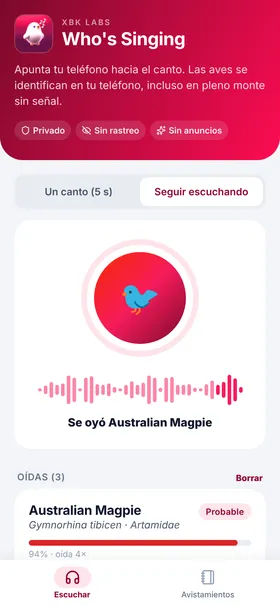 XBK LABS
Who's Singing
Apunta tu teléfono hacia el canto. Las aves se
identifican en tu teléfono, incluso en pleno monte
sin señal.
Privado
Sin rastreo
Sin anuncios
Un canto (5 s)
Seguir escuchando
Se oyó Australian Magpie
OÍDAS (3)
Borrar
Australian Magpie
Probable
Gymnorhina tibicen · Artamidae
94% · oída 4×
Escuchar
Avistamientos